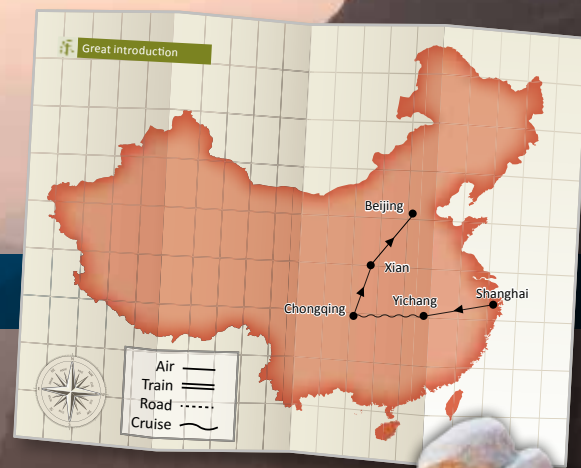 Great introduction
Beijing
Xian
Chongqing
Yichang
Shanghai
Air
Train
Road
Cruise